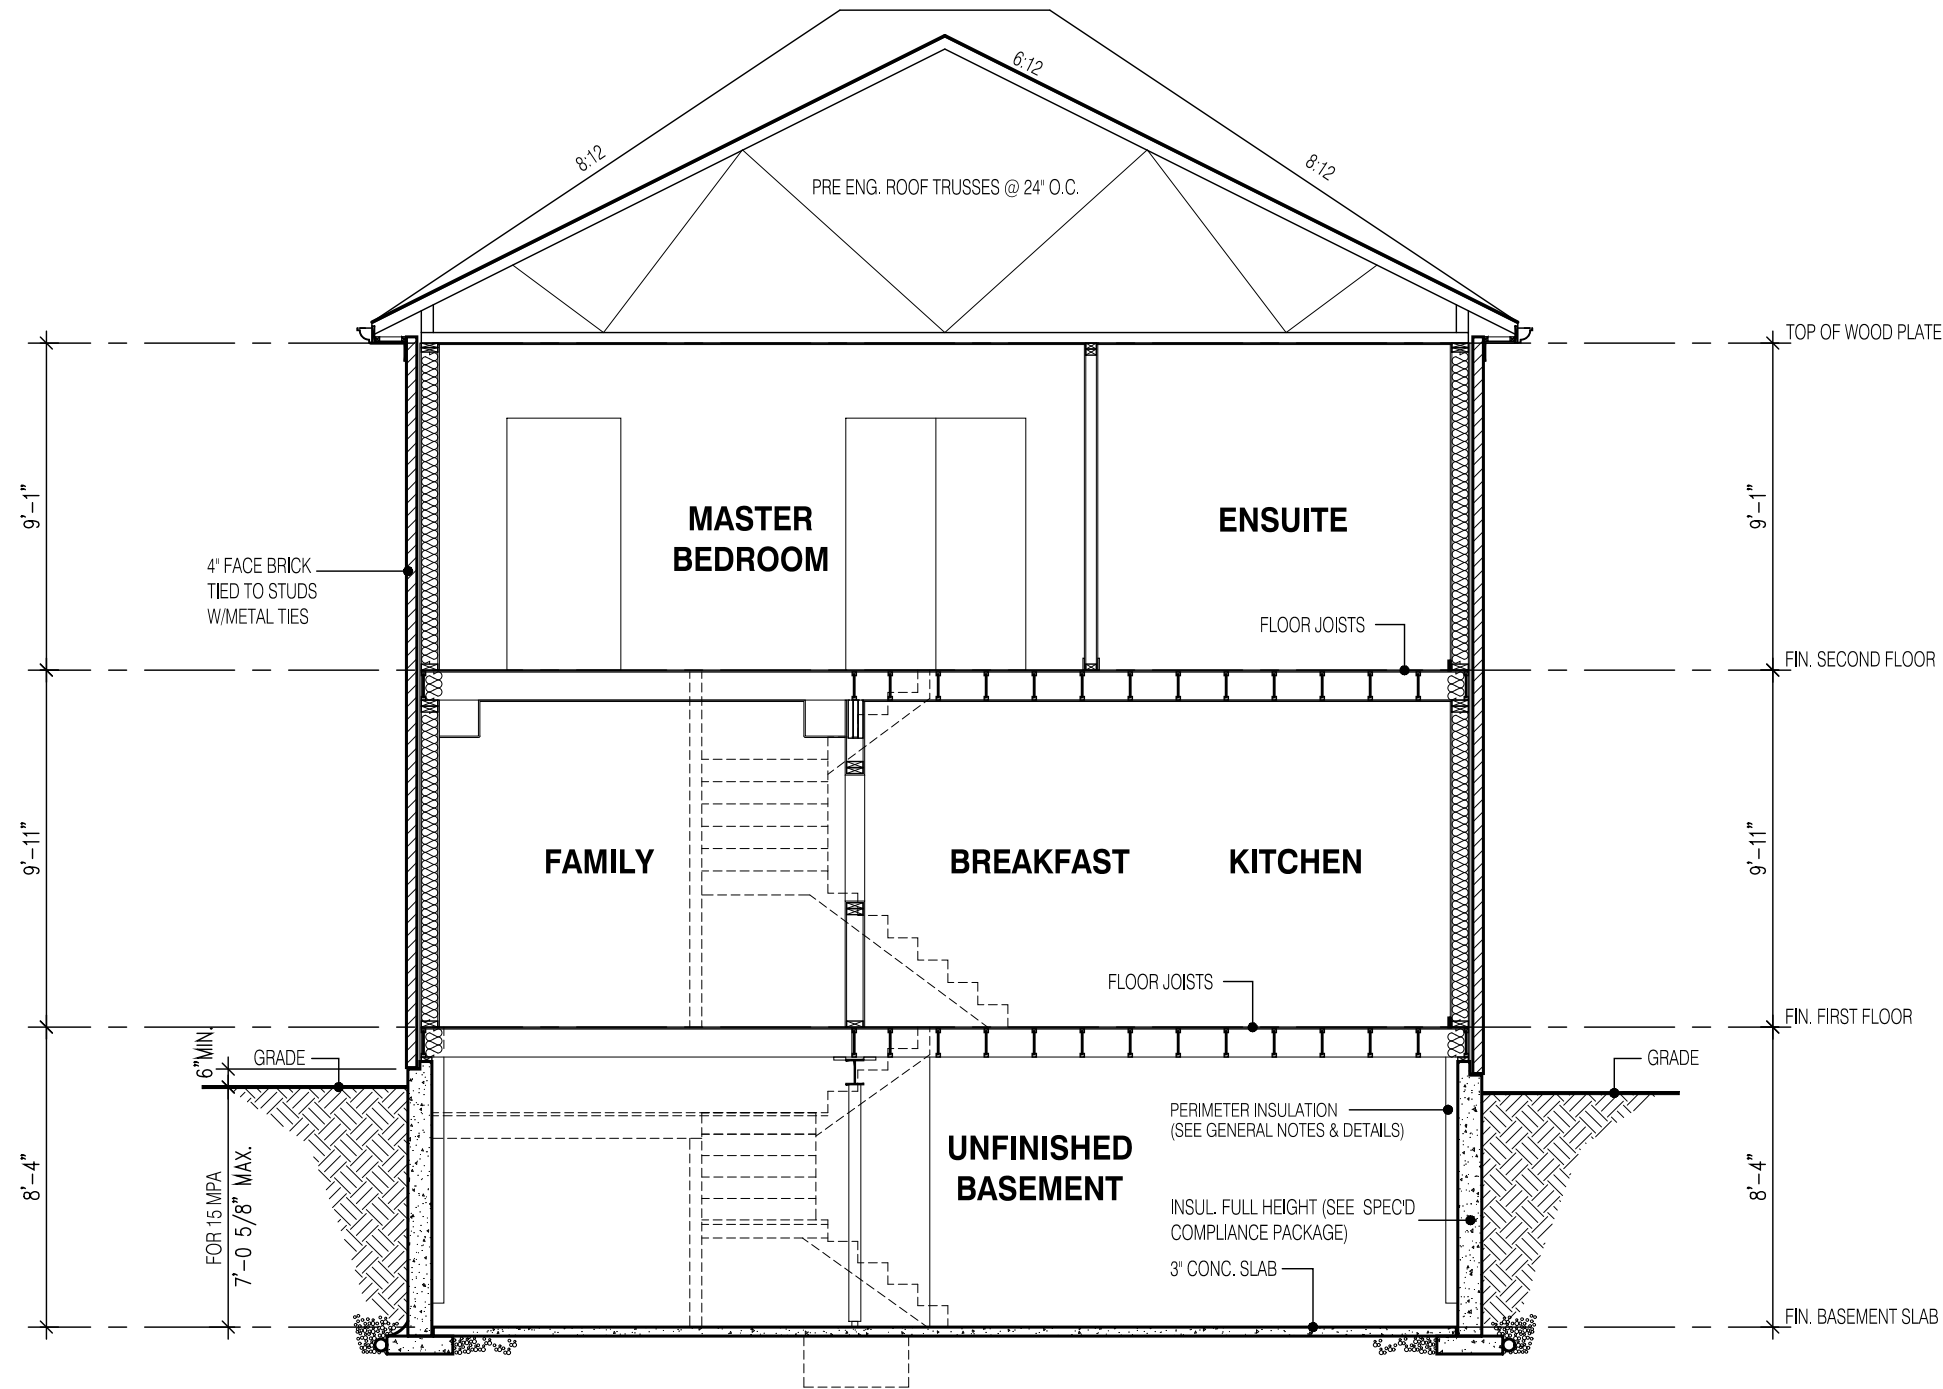 6:12
8:12
8:12
PRE ENG. ROOF TRUSSES @ 24" O.C.
TOP OF WOOD PLATE
9'-1"
9'-1"
MASTER
BEDROOM
ENSUITE
4" FACE BRICK
TIED TO STUDS
W/METAL TIES
FLOOR JOISTS
FIN. SECOND FLOOR
9'-11"
9'-11"
FAMILY
BREAKFAST
KITCHEN
FLOOR JOISTS
FIN. FIRST FLOOR
6"MIN.
GRADE
GRADE
PERIMETER INSULATION
(SEE GENERAL NOTES & DETAILS)
UNFINISHED
BASEMENT
8'-4"
8'-4"
FOR 15 MPA
7'-0 5/8" MAX.
INSUL. FULL HEIGHT (SEE SPEC'D
COMPLIANCE PACKAGE)
3" CONC. SLAB
FIN. BASEMENT SLAB